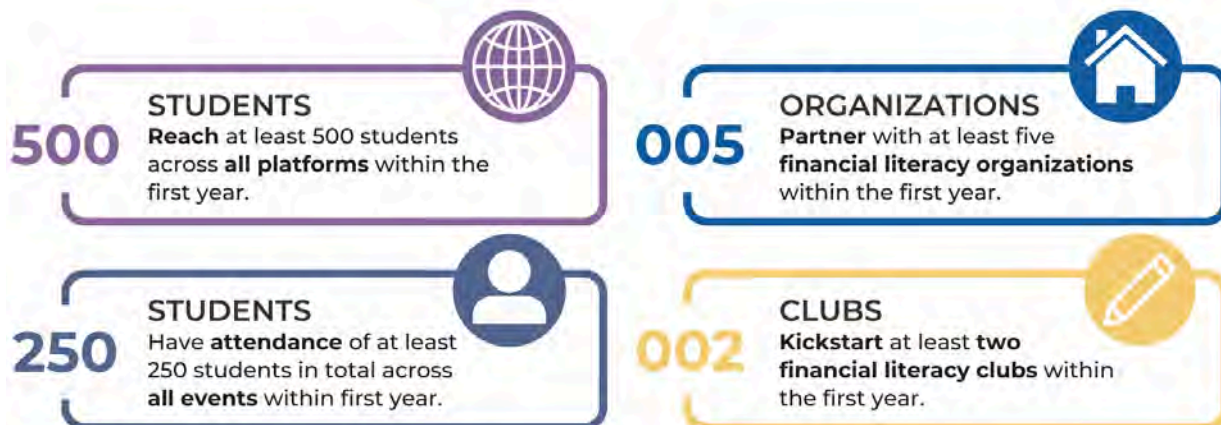 500
STUDENTS
Reach at least 500 students
across all platforms within the
first year.
005
ORGANIZATIONS
Partner with at least five
financial literacy organizations
within the first year.
250
STUDENTS
Have attendance of at least
250 students in total across
all events within first year.
002
CLUBS
Kickstart at least two
financial literacy clubs within
the first year.